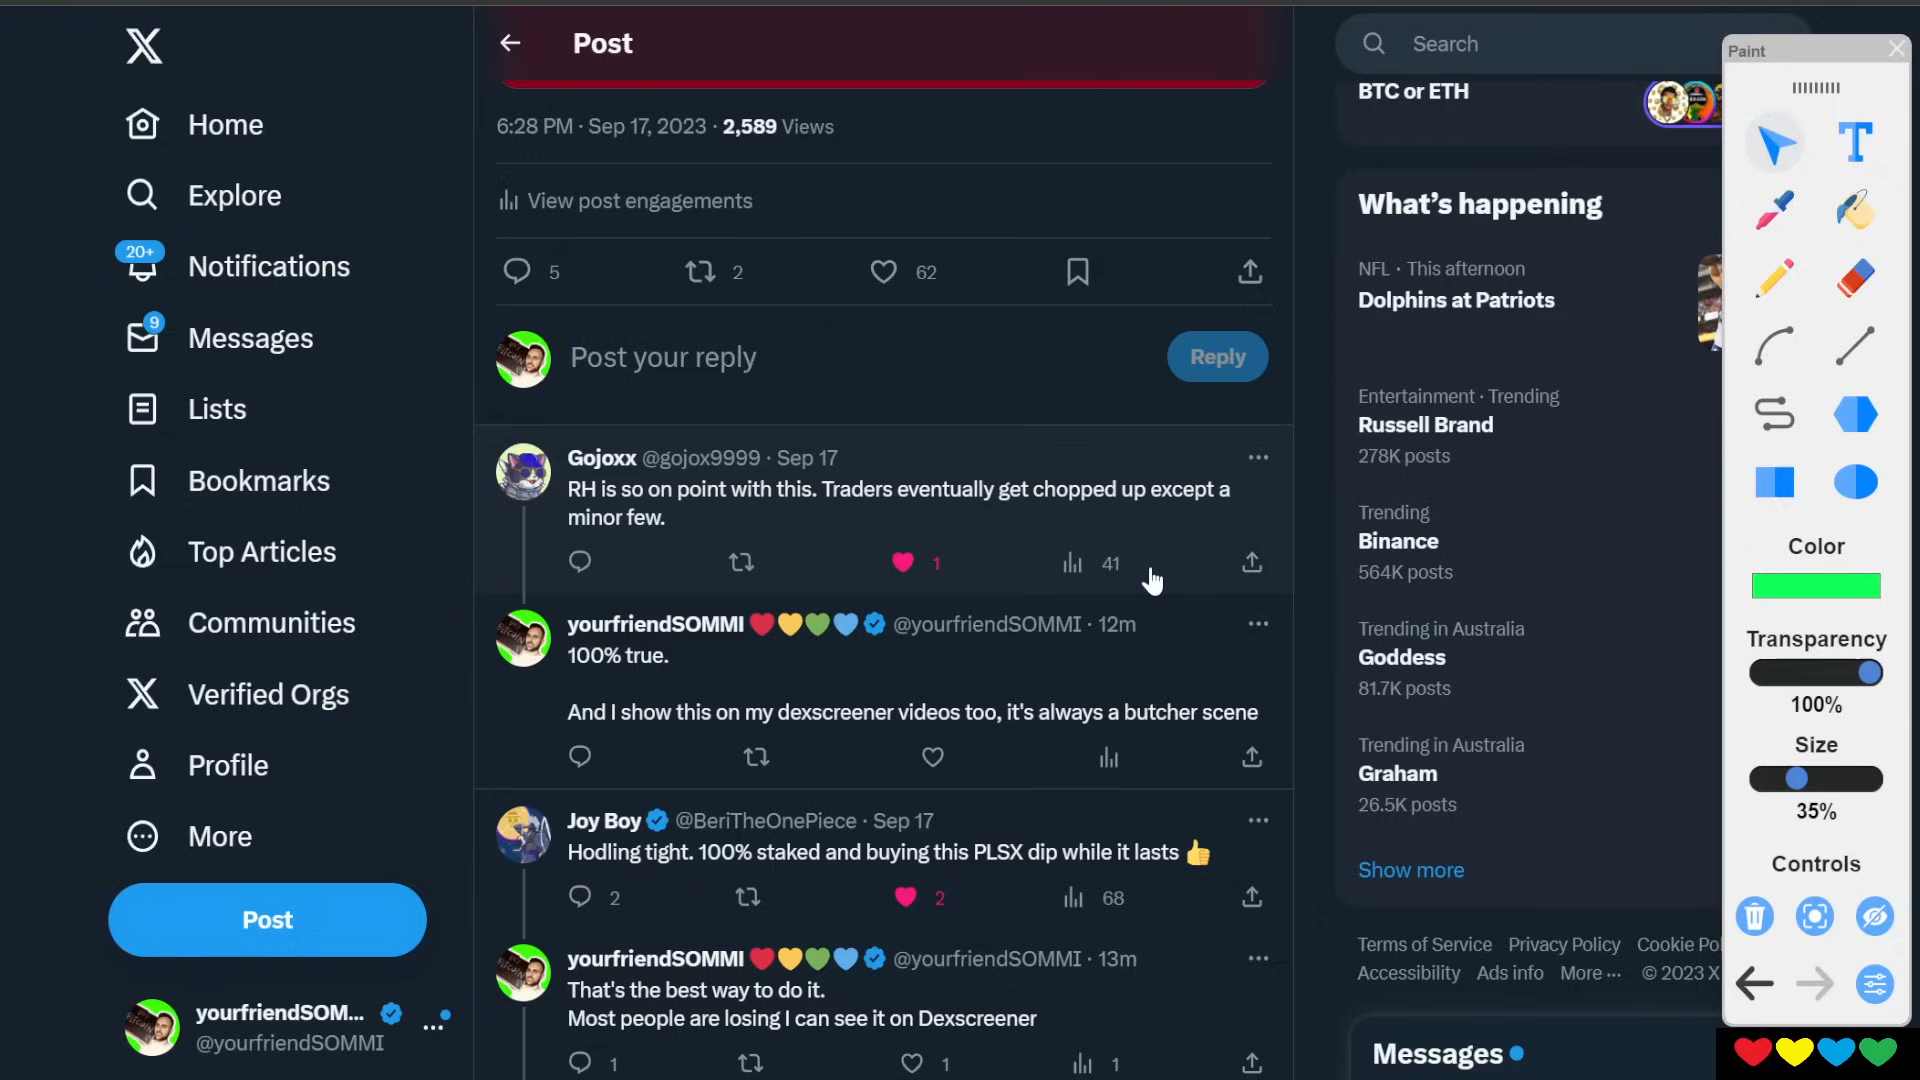 Home
Explore
20+
Notifications
9
Messages
Lists
Bookmarks
Top Articles
Communities
Verified Orgs
Profile
More
Post
yourfriendSOM...
@yourfriendSOMMI
Post
6:28 PM · Sep 17, 2023 · 2,589 Views
View post engagements
5 2 62
Post your reply
Reply
Gojoxx @gojox9999 · Sep 17
RH is so on point with this. Traders eventually get chopped up except a
minor few.
1 41
yourfriendSOMMI ❤️💛💚💙 @yourfriendSOMMI · 12m
100% true.
And I show this on my dexscreener videos too, it's always a butcher scene
Joy Boy @BeriTheOnePiece · Sep 17
Hodling tight. 100% staked and buying this PLSX dip while it lasts 👍
2 2 68
yourfriendSOMMI ❤️💛💚💙 @yourfriendSOMMI · 13m
That's the best way to do it.
Most people are losing I can see it on Dexscreener
1 1 1
Search
BTC or ETH
What's happening
NFL · This afternoon
Dolphins at Patriots
Entertainment · Trending
Russell Brand
278K posts
Trending
Binance
564K posts
Trending in Australia
Goddess
81.7K posts
Trending in Australia
Graham
26.5K posts
Show more
Terms of Service Privacy Policy Cookie
Accessibility Ads info More ··· © 2023 X
Messages
Paint
T
Color
Transparency
100%
Size
35%
Controls